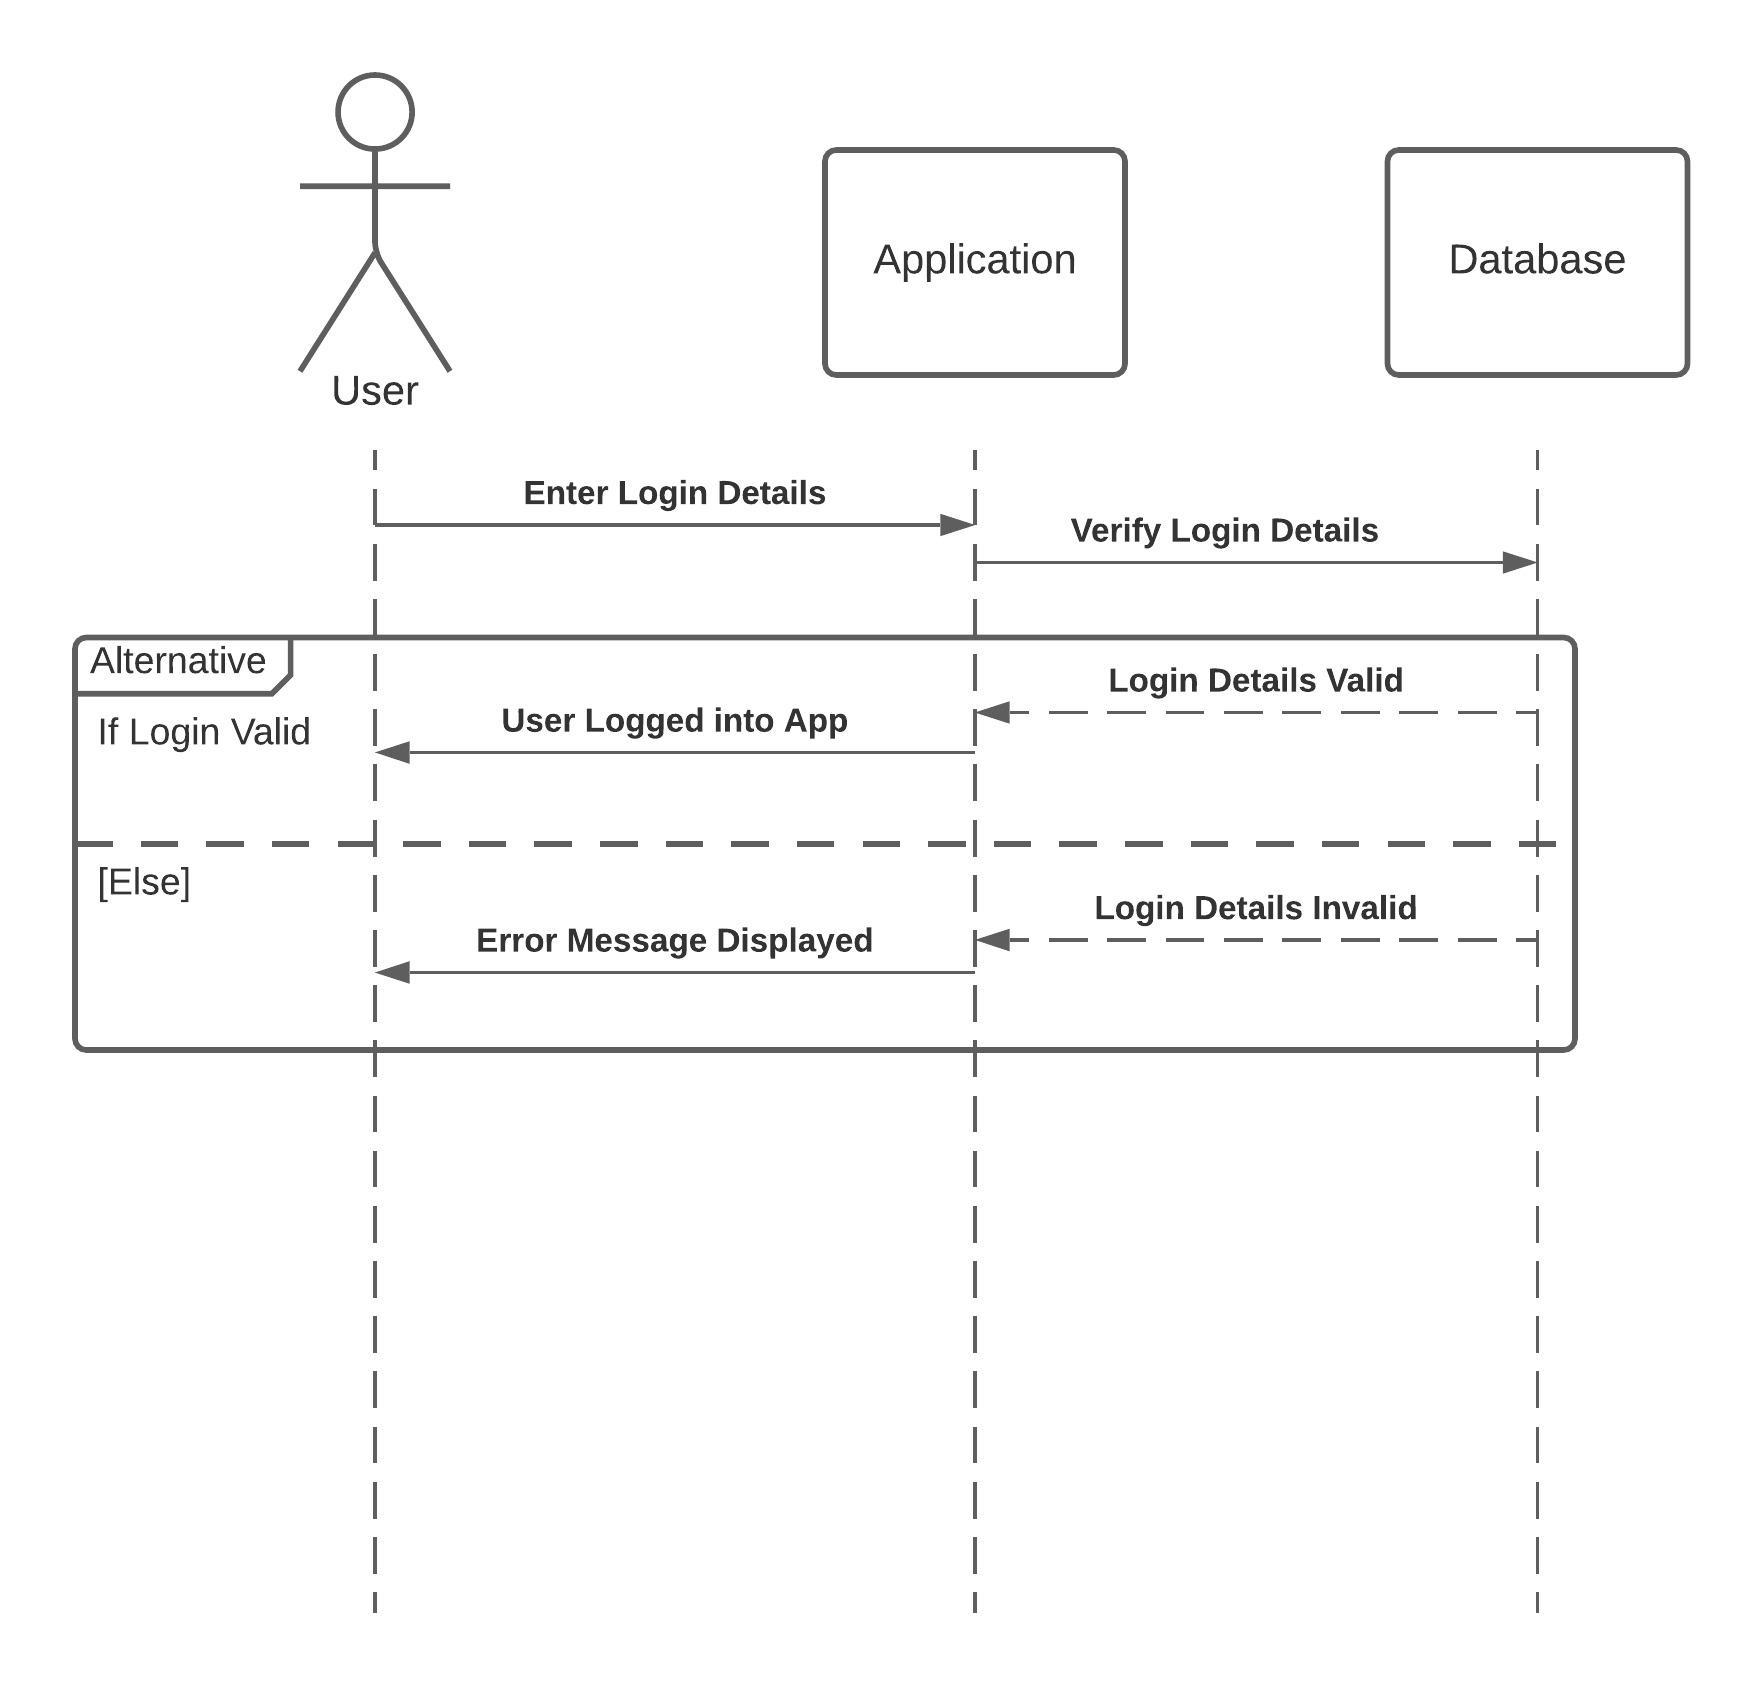 Application
Database
User
Enter Login Details
Verify Login Details
Alternative
Login Details Valid
User Logged into App
If Login Valid
[Else]
Login Details Invalid
Error Message Displayed